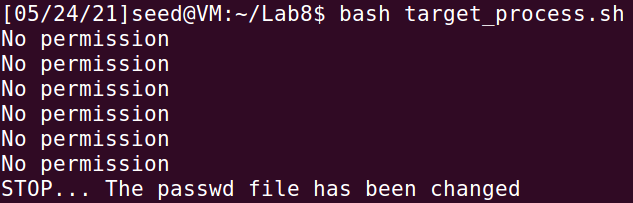 [05/24/21]seed@VM:~/Lab8$ bash target_process.sh
No permission
No permission
No permission
No permission
No permission
No permission
STOP... The passwd file has been changed